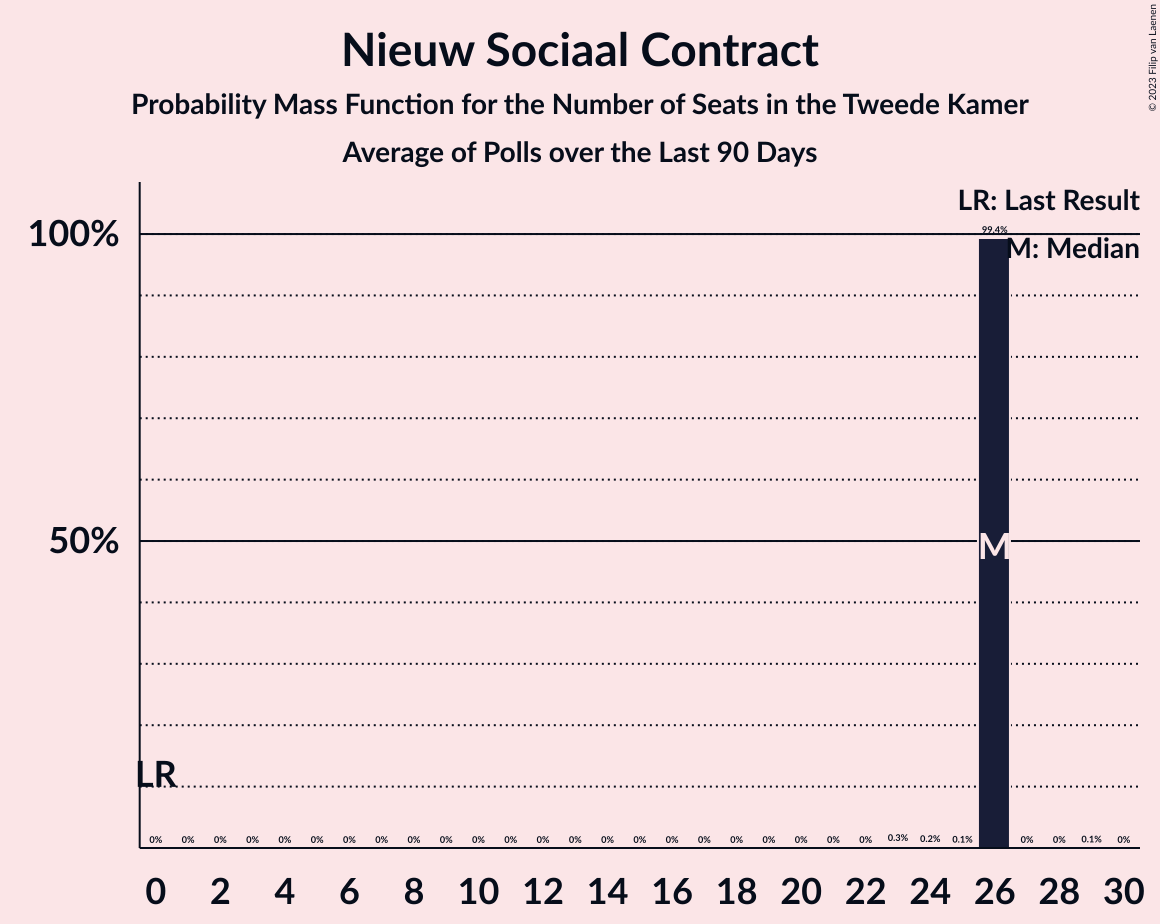 Nieuw Sociaal Contract
Probability Mass Function for the Number of Seats in the Tweede Kamer
Average of Polls over the Last 90 Days
© 2023 Filip van Laenen
LR: Last Result
M: Median
100%
50%
99.4%
M
LR
0% 0% 0% 0% 0% 0% 0% 0% 0% 0% 0% 0% 0% 0% 0% 0% 0% 0% 0% 0% 0% 0% 0% 0.3% 0.2% 0.1% 0% 0% 0.1% 0%
0 2 4 6 8 10 12 14 16 18 20 22 24 26 28 30